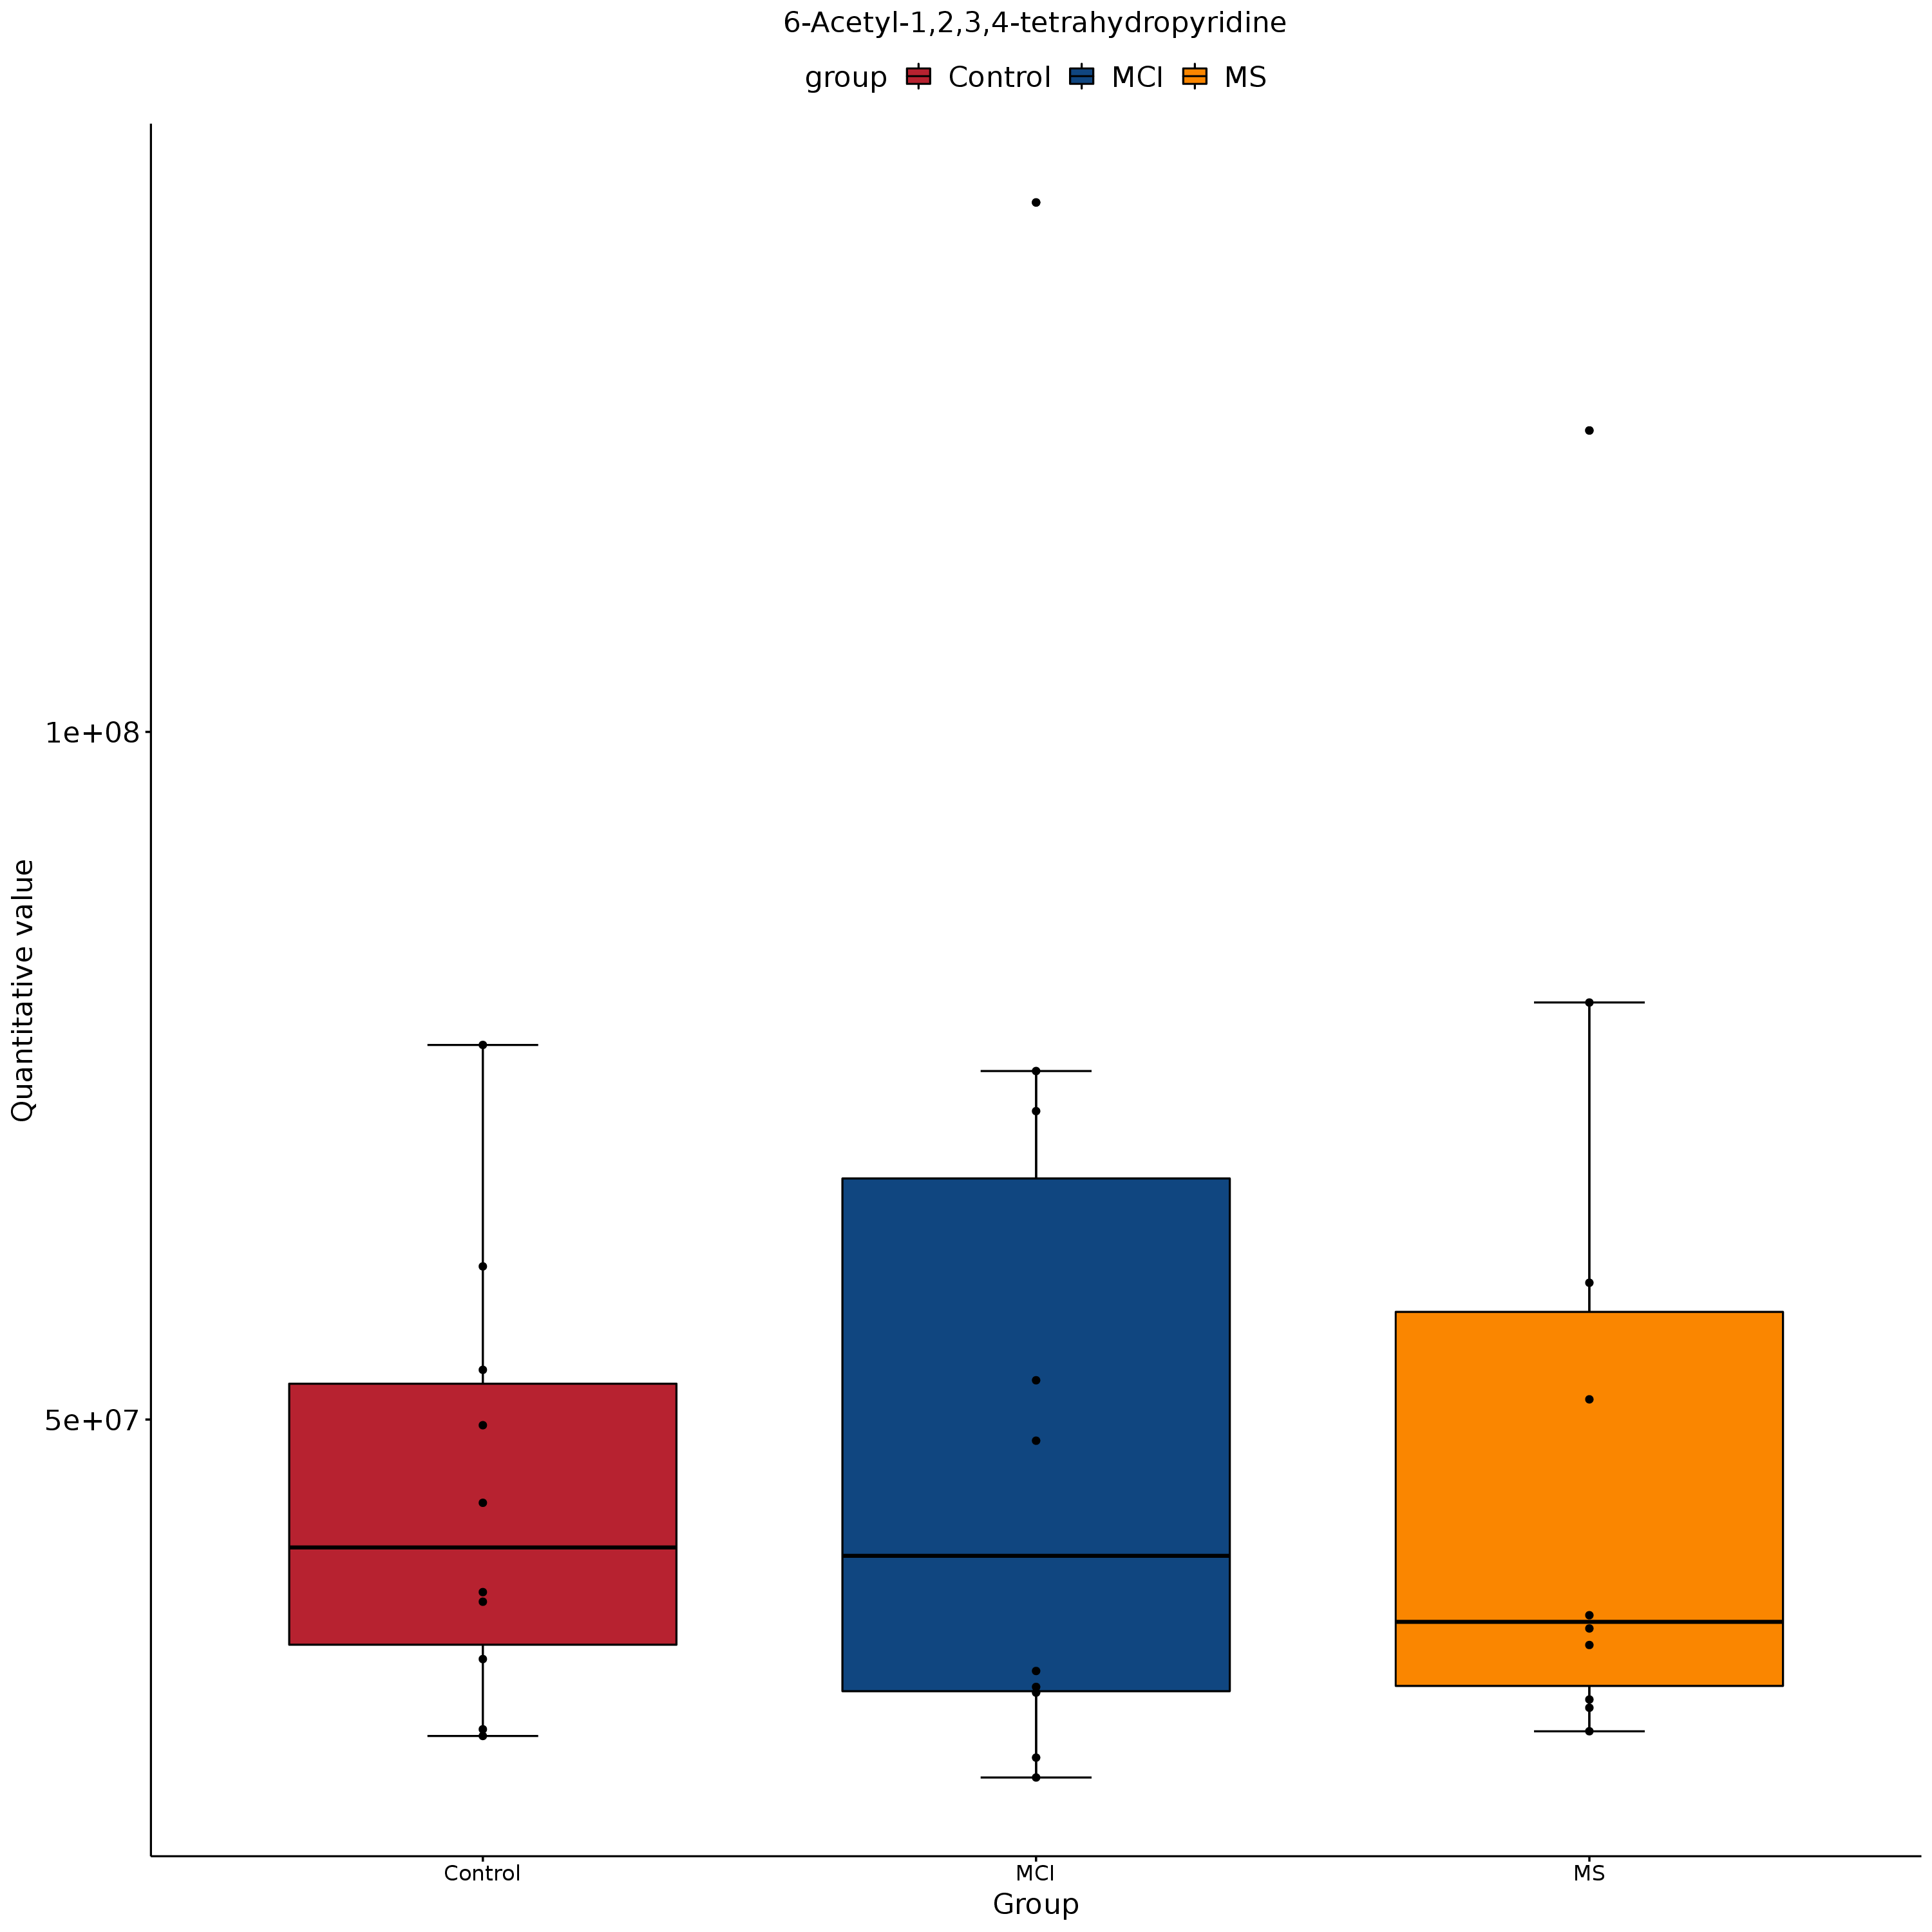 6-Acetyl-1,2,3,4-tetrahydropyridine
group Control MCI MS
1e+08
5e+07
Quantitative value
Control MCI MS
Group